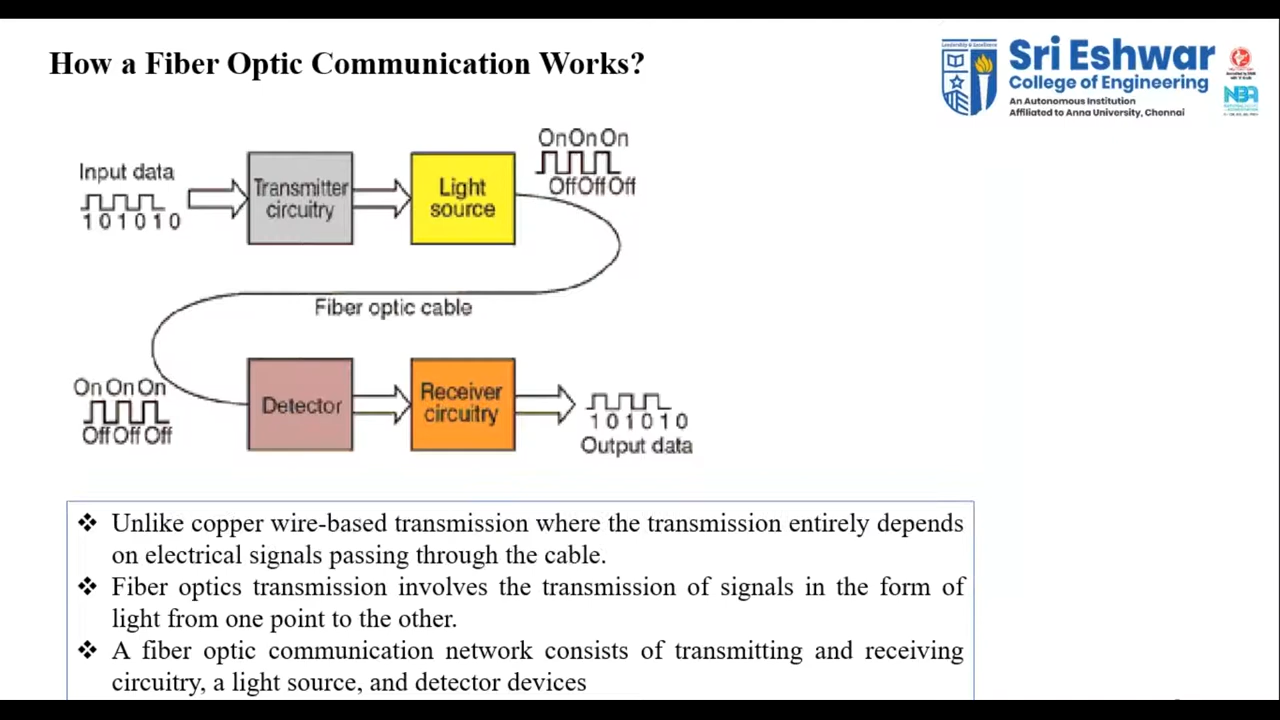 How a Fiber Optic Communication Works?
Sri Eshwar
College of Engineering
An Autonomous Institution
Affiliated to Anna University, Chennai
NBA
On On On
Off Off Off
Input data
1 0 1 0 1 0
Transmitter
circuitry
Light
source
Fiber optic cable
On On On
Off Off Off
Detector
Receiver
circuitry
1 0 1 0 1 0
Output data
❖ Unlike copper wire-based transmission where the transmission entirely depends
on electrical signals passing through the cable.
❖ Fiber optics transmission involves the transmission of signals in the form of
light from one point to the other.
❖ A fiber optic communication network consists of transmitting and receiving
circuitry, a light source, and detector devices